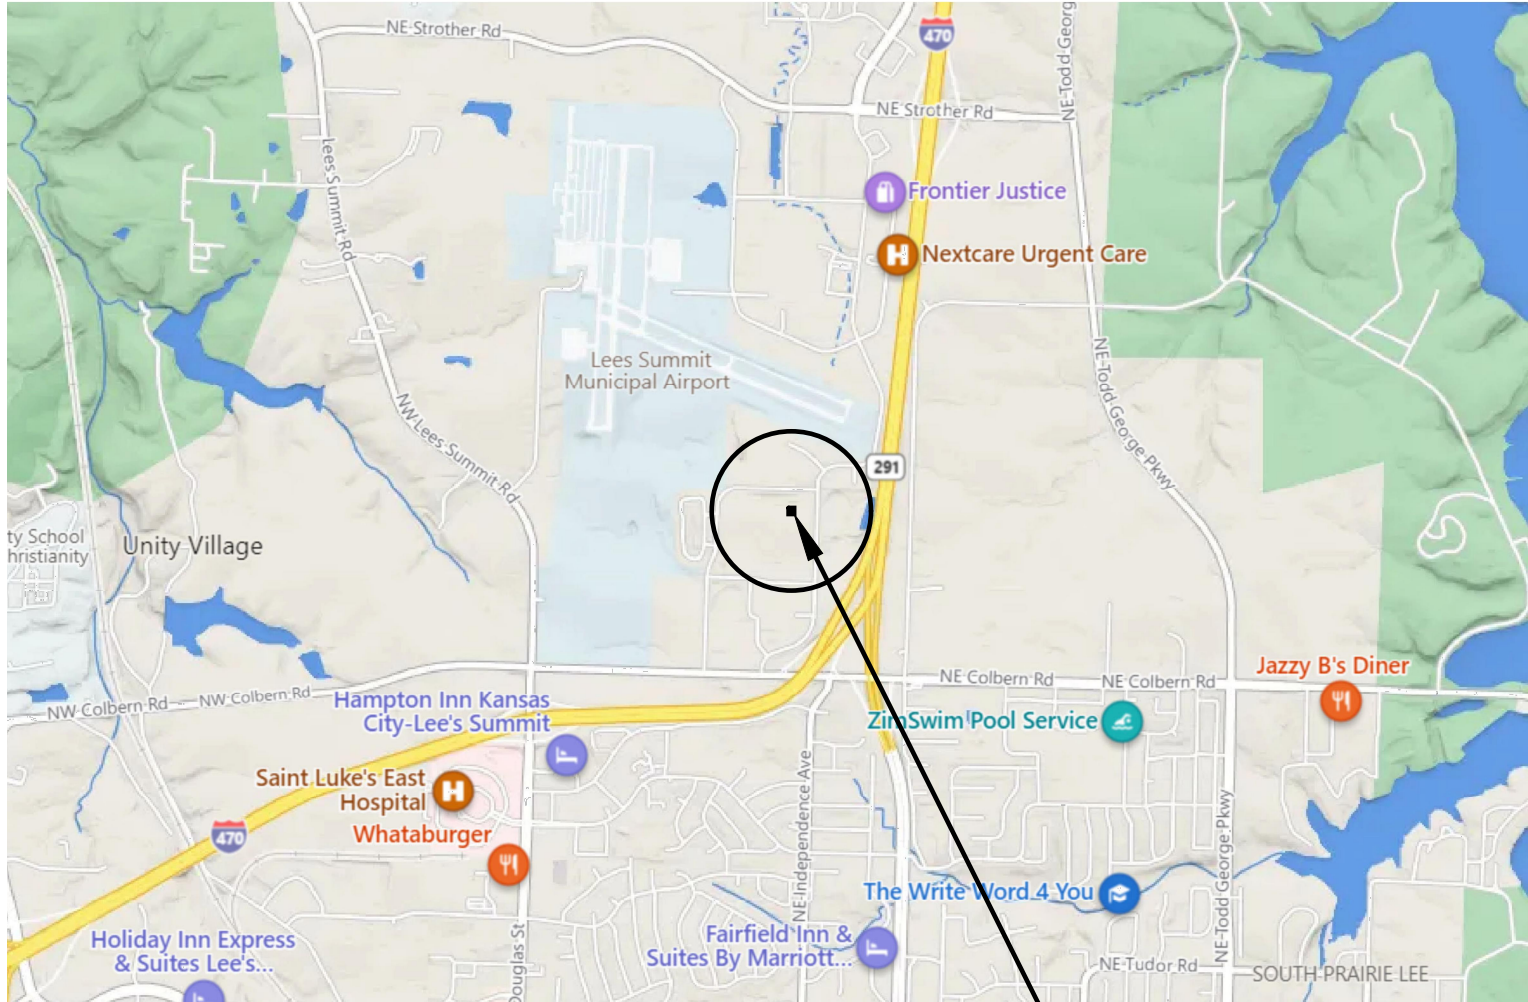 NE Strother Rd
470
NE-Todd-Georg
NE Strother Rd
Lees Summit Rd
Frontier Justice
Nextcare Urgent Care
Lees Summit
Municipal Airport
NE-Todd-George-Pkwy
NW-Lees-Summit-Rd
291
ty School
hristianity
Unity Village
Jazzy B's Diner
NE Colbern Rd
NE Colbern Rd
NW Colbern Rd
NW Colbern Rd
Hampton Inn Kansas
City-Lee's Summit
ZimSwim Pool Service
Saint Luke's East
Hospital
NE-Independence Ave
470
Whataburger
NE-Todd George-Pkwy
The Write Word 4 You
Holiday Inn Express
& Suites Lee's...
Douglas St
Fairfield Inn &
Suites By Marriott...
NE-Tudor Rd
SOUTH-PRAIRIE-LEE